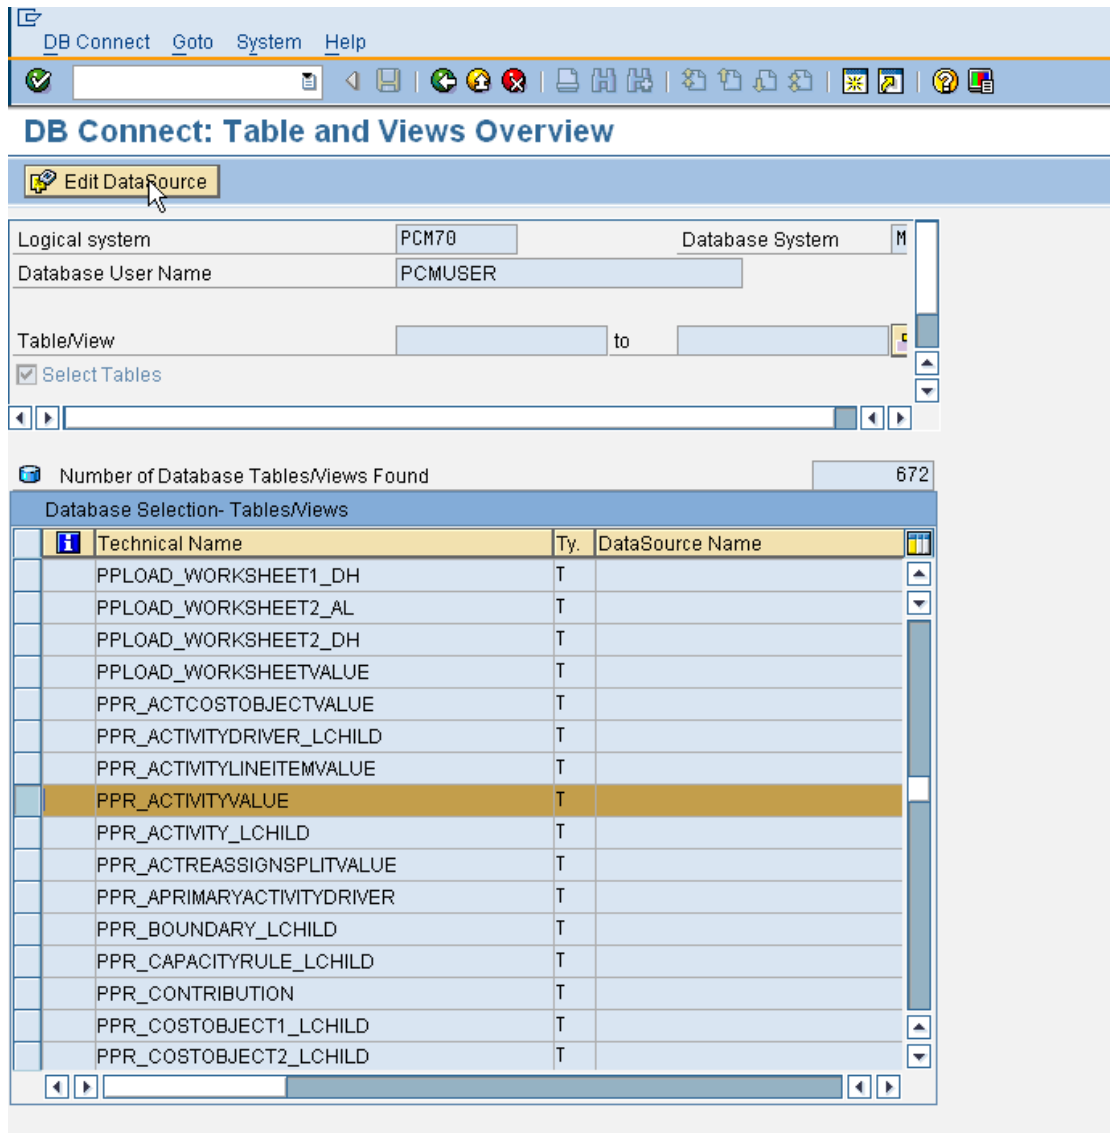 DB Connect Goto System Help
DB Connect: Table and Views Overview
Edit DataSource
Logical system PCM70 Database System M
Database User Name PCMUSER
Table/View to
Select Tables
Number of Database Tables/Views Found 672
Database Selection- Tables/Views
Technical Name Ty. DataSource Name
PPLOAD_WORKSHEET1_DH T
PPLOAD_WORKSHEET2_AL T
PPLOAD_WORKSHEET2_DH T
PPLOAD_WORKSHEETVALUE T
PPR_ACTCOSTOBJECTVALUE T
PPR_ACTIVITYDRIVER_LCHILD T
PPR_ACTIVITYLINEITEMVALUE T
PPR_ACTIVITYVALUE T
PPR_ACTIVITY_LCHILD T
PPR_ACTREASSIGNSPLITVALUE T
PPR_APRIMARYACTIVITYDRIVER T
PPR_BOUNDARY_LCHILD T
PPR_CAPACITYRULE_LCHILD T
PPR_CONTRIBUTION T
PPR_COSTOBJECT1_LCHILD T
PPR_COSTOBJECT2_LCHILD T